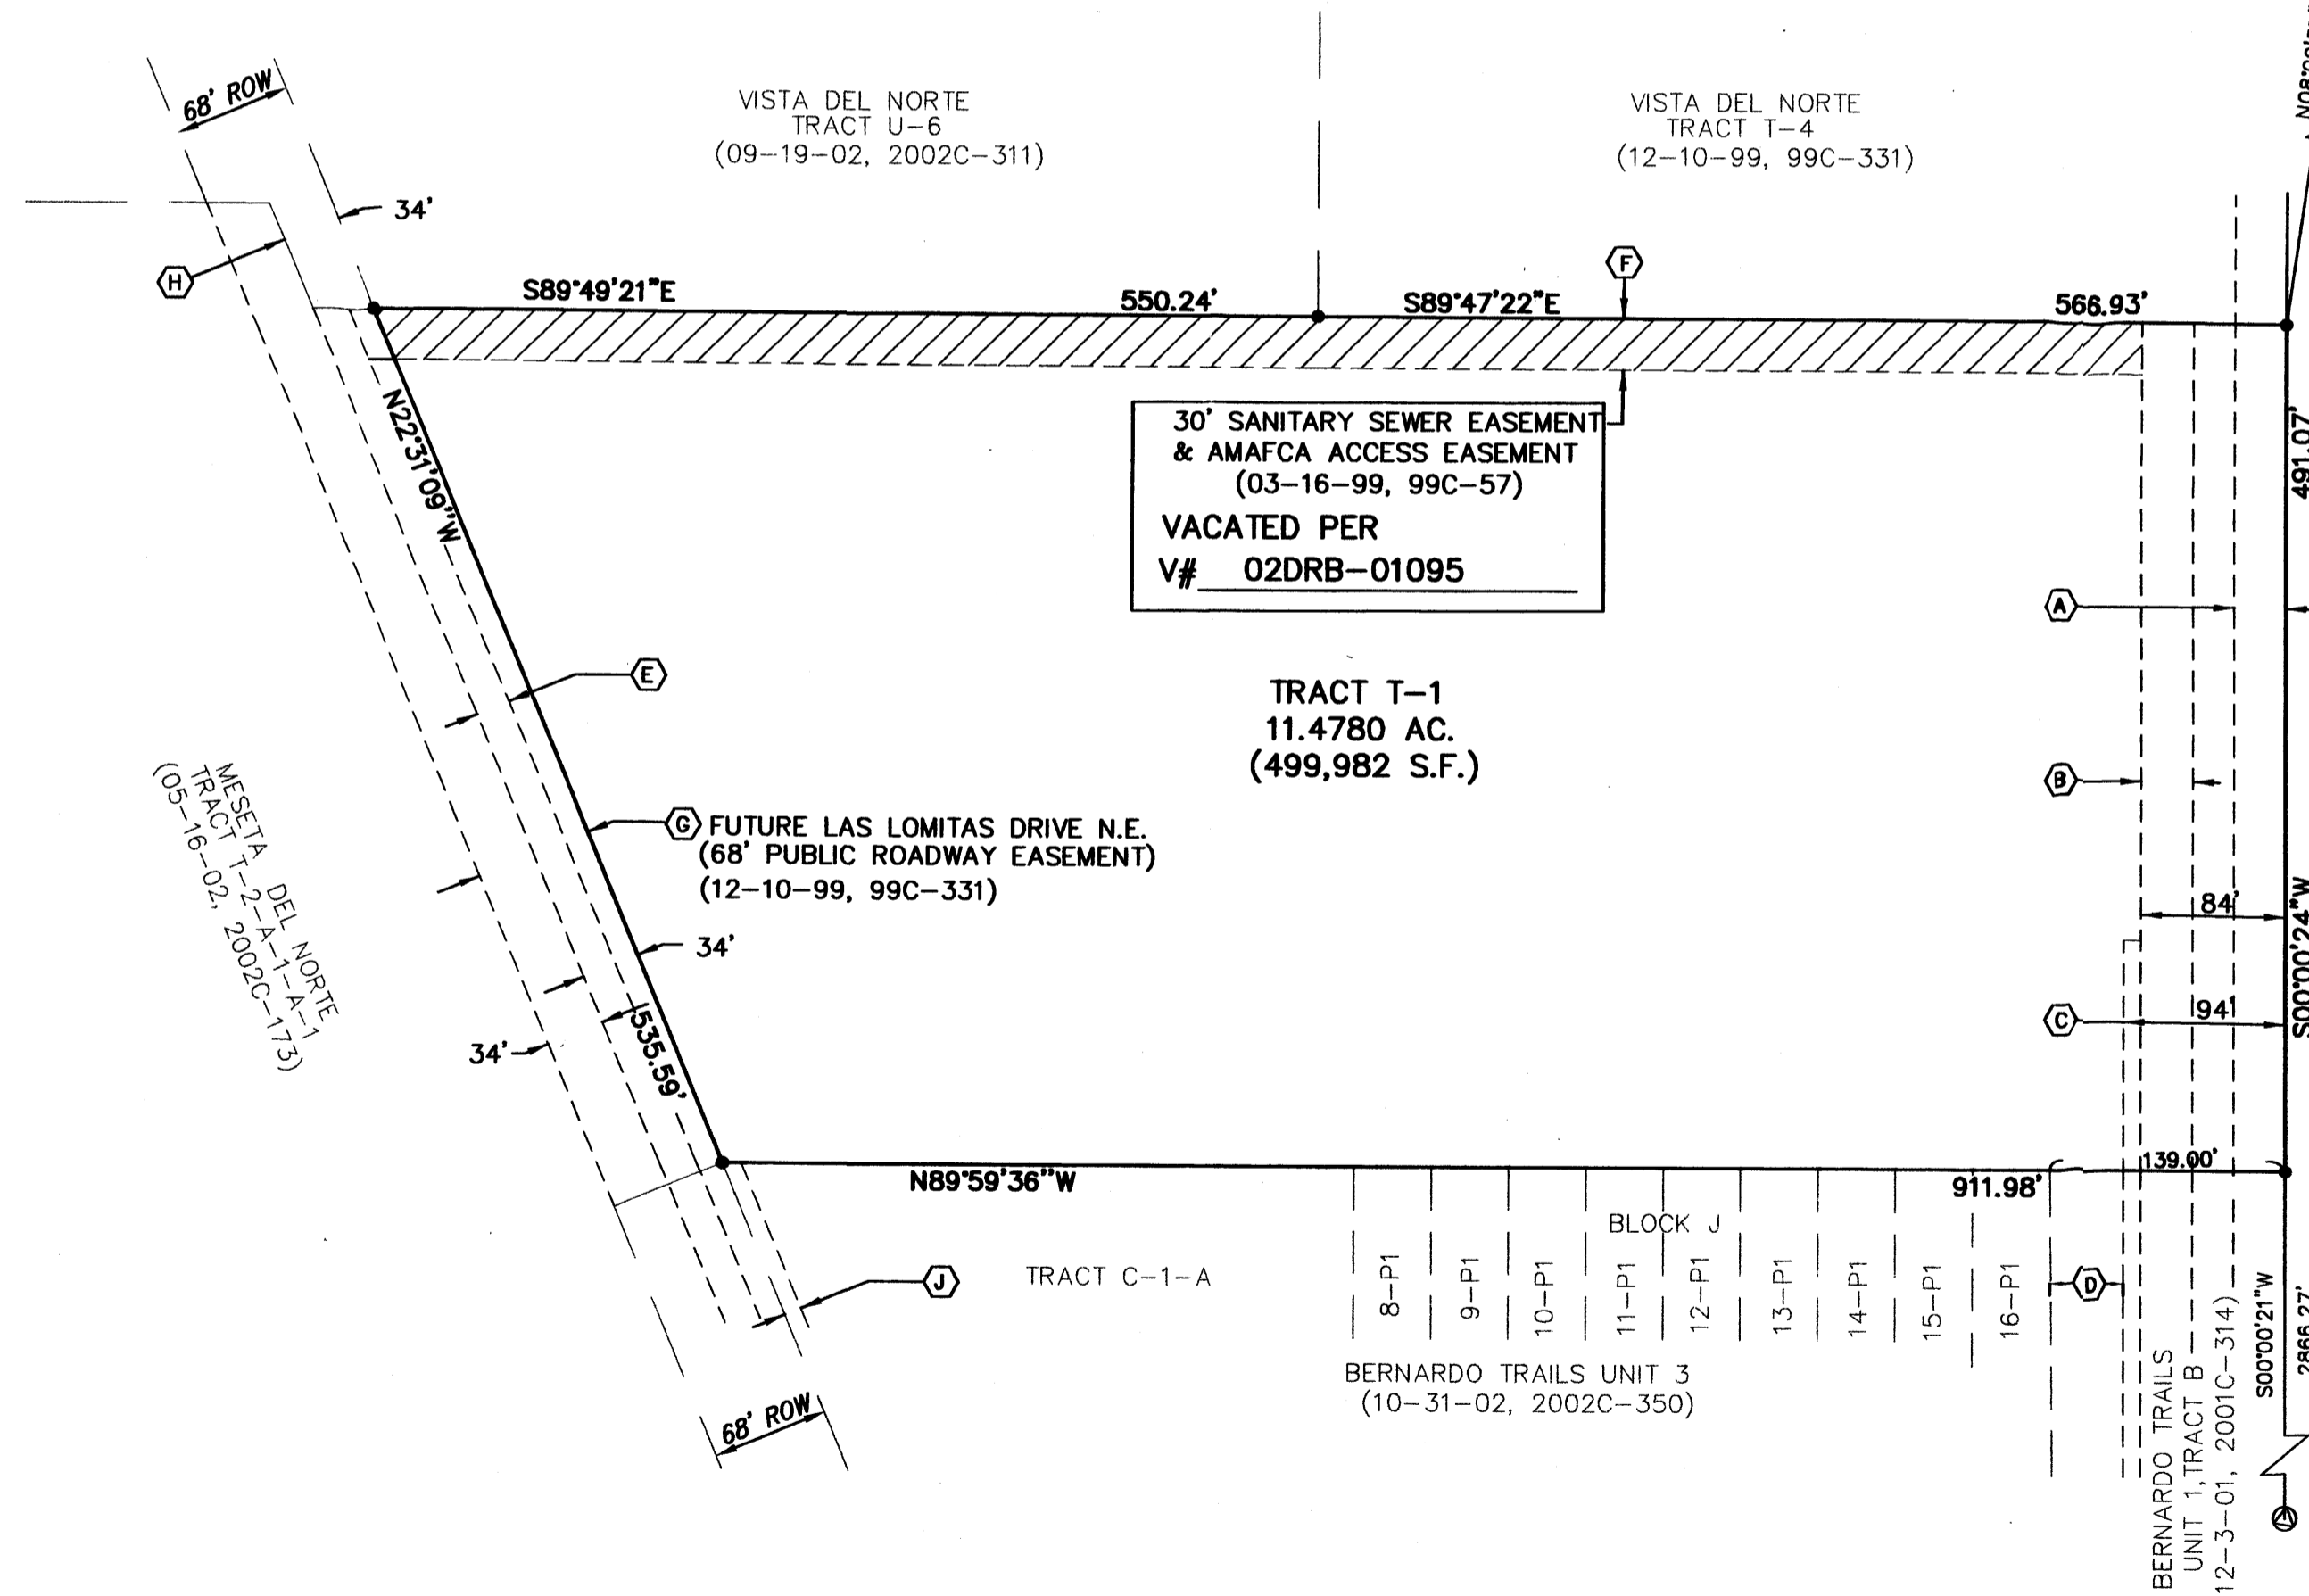 68' ROW
VISTA DEL NORTE
TRACT U-6
(09-19-02, 2002C-311)
VISTA DEL NORTE
TRACT T-4
(12-10-99, 99C-331)
34'
H
F
S89°49'21"E
550.24'
S89°47'22"E
566.93'
N22°31'09"W
30' SANITARY SEWER EASEMENT
& AMAFCA ACCESS EASEMENT
(03-16-99, 99C-57)
VACATED PER
V# 02DRB-01095
491.07'
A
E
TRACT T-1
11.4780 AC.
(499,982 S.F.)
B
MESETA DEL NORTE
TRACT T-2-A-1-A-1
(05-16-02, 2002C-173)
G FUTURE LAS LOMITAS DRIVE N.E.
(68' PUBLIC ROADWAY EASEMENT)
(12-10-99, 99C-331)
84'
S00°00'24"W
34'
94'
C
535.59'
34'
139.00'
N89°59'36"W
911.98'
BLOCK J
J
TRACT C-1-A
8-P1
9-P1
10-P1
11-P1
12-P1
13-P1
14-P1
15-P1
16-P1
D
BERNARDO TRAILS UNIT 3
(10-31-02, 2002C-350)
68' ROW
BERNARDO TRAILS
UNIT 1, TRACT B
12-3-01, 2001C-314)
S00°00'21"W
2866.27'